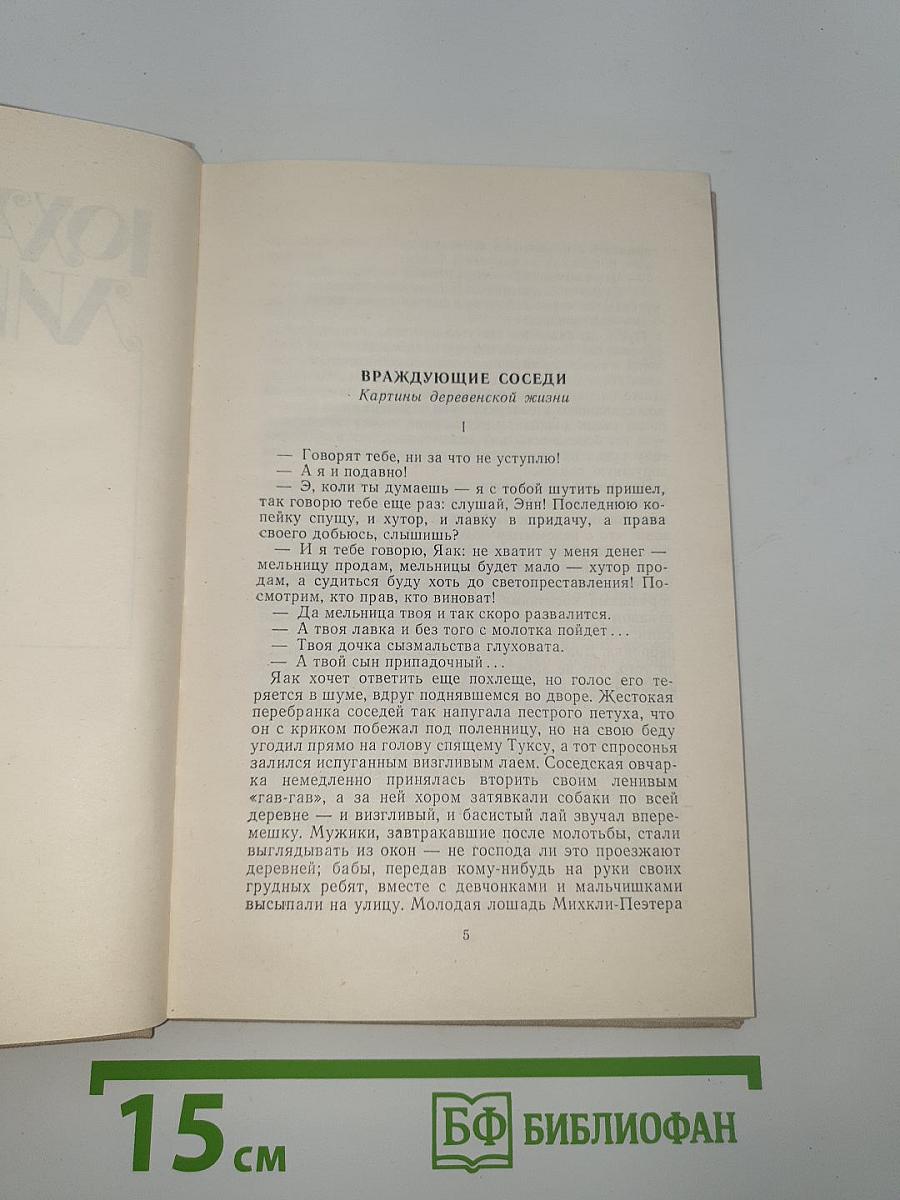 ВРАЖДУЮЩИЕ СОСЕДИ
Картины деревенской жизни
I
— Говорят тебе, ни за что не уступлю!
— А я и подавно!
— Э, коли ты думаешь — я с тобой шутить пришел,
так говорю тебе еще раз: слушай, Энн! Последнюю ко-
пейку спущу, и хутор, и лавку в придачу, а права
своего добьюсь, слышишь?
— И я тебе говорю, Яак: не хватит у меня денег —
мельницу продам, мельницы будет мало — хутор про-
дам, а судиться буду хоть до светопреставления! По-
смотрим, кто прав, кто виноват!
— Да мельница твоя и так скоро развалится.
— А твоя лавка и без того с молотка пойдет...
— Твоя дочка сызмальства глуховата.
— А твой сын припадочный...
Яак хочет ответить еще похлеще, но голос его те-
ряется в шуме, вдруг поднявшемся во дворе. Жестокая
перебранка соседей так напугала пестрого петуха, что
он с криком побежал под поленницу, но на свою беду
угодил прямо на голову спящему Туксу, а тот спросонья
залился испуганным визгливым лаем. Соседская овчар-
ка немедленно принялась вторить своим ленивым
«гав-гав», а за ней хором затявкали собаки по всей
деревне — и визгливый, и басистый лай звучал впере-
мешку. Мужики, завтракавшие после молотьбы, стали
выглядывать из окон — не господа ли это проезжают
деревней; бабы, передав кому-нибудь на руки своих
грудных ребят, вместе с девчонками и мальчишками
высыпали на улицу. Молодая лошадь Михкли-Пеэтера
5
15 см
БФ БИБЛИОФАН